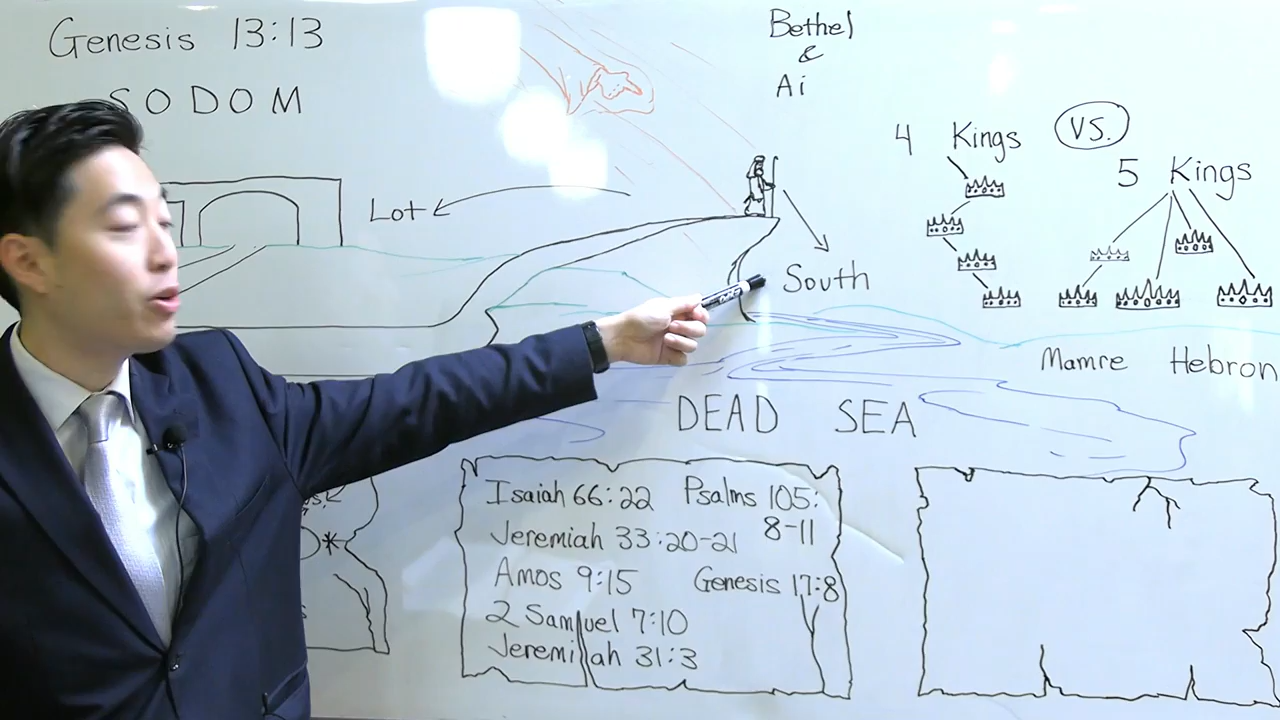 Genesis 13:13
SODOM
Bethel
&
Ai
4 Kings
VS.
5 Kings
Lot
South
Mamre Hebron
DEAD SEA
Isaiah 66:22 Psalms 105:
8-11
Jeremiah 33:20-21
Amos 9:15 Genesis 17:8
2 Samuel 7:10
Jeremiah 31:3